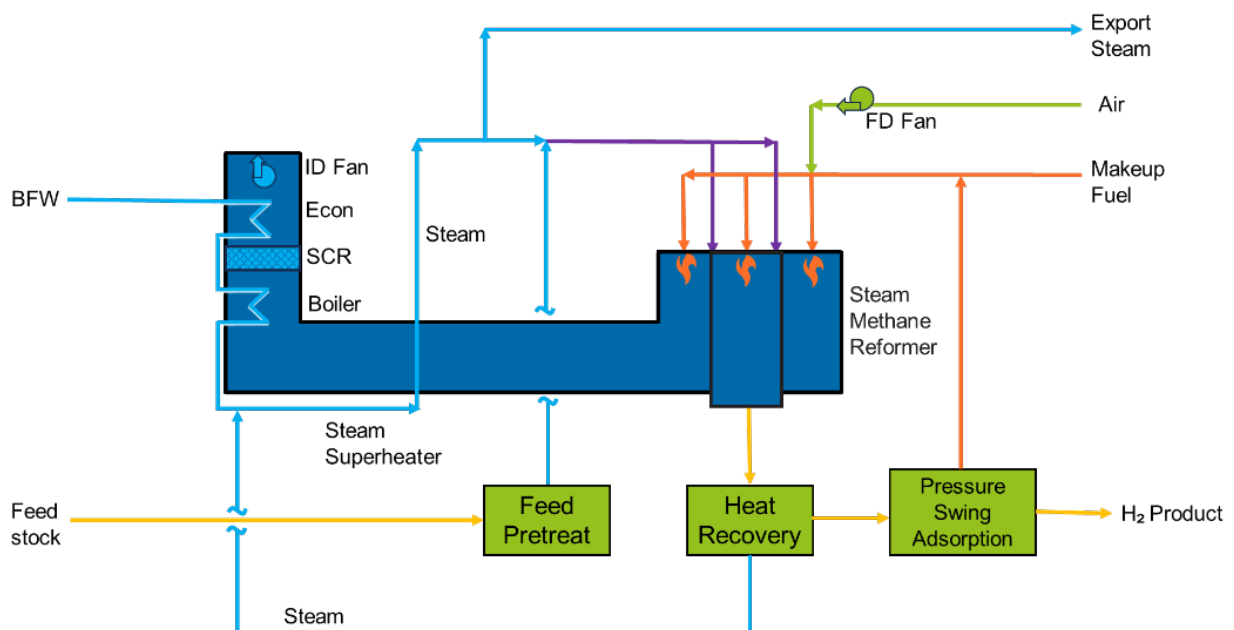 Export
Steam
Air
FD Fan
ID Fan
Makeup
Fuel
BFW
Econ
Steam
SCR
Boiler
Steam
Methane
Reformer
Steam
Superheater
Feed
stock
Feed
Pretreat
Heat
Recovery
Pressure
Swing
Adsorption
H₂ Product
Steam